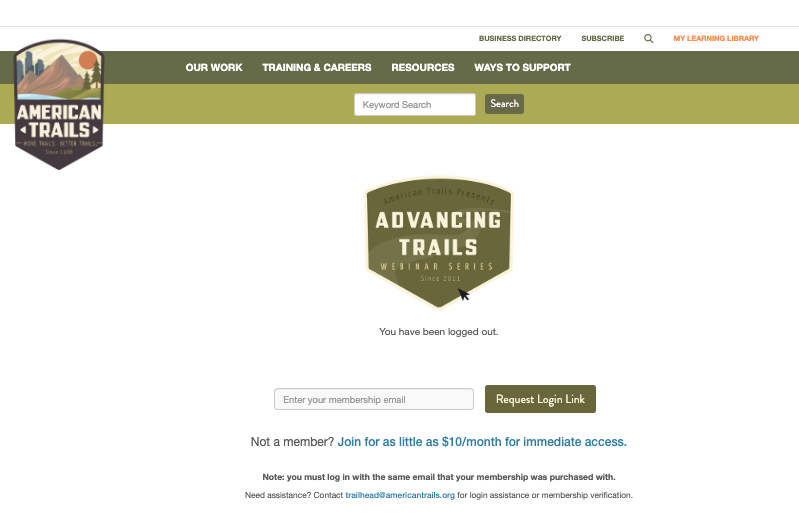 BUSINESS DIRECTORY SUBSCRIBE MY LEARNING LIBRARY
OUR WORK TRAINING & CAREERS RESOURCES WAYS TO SUPPORT
Keyword Search Search
AMERICAN
TRAILS
MORE TRAILS. BETTER TRAILS.
Since 1988
American Trails Presents
ADVANCING
TRAILS
WEBINAR SERIES
Since 2011
You have been logged out.
Enter your membership email Request Login Link
Not a member? Join for as little as $10/month for immediate access.
Note: you must log in with the same email that your membership was purchased with.
Need assistance? Contact trailhead@americantrails.org for login assistance or membership verification.